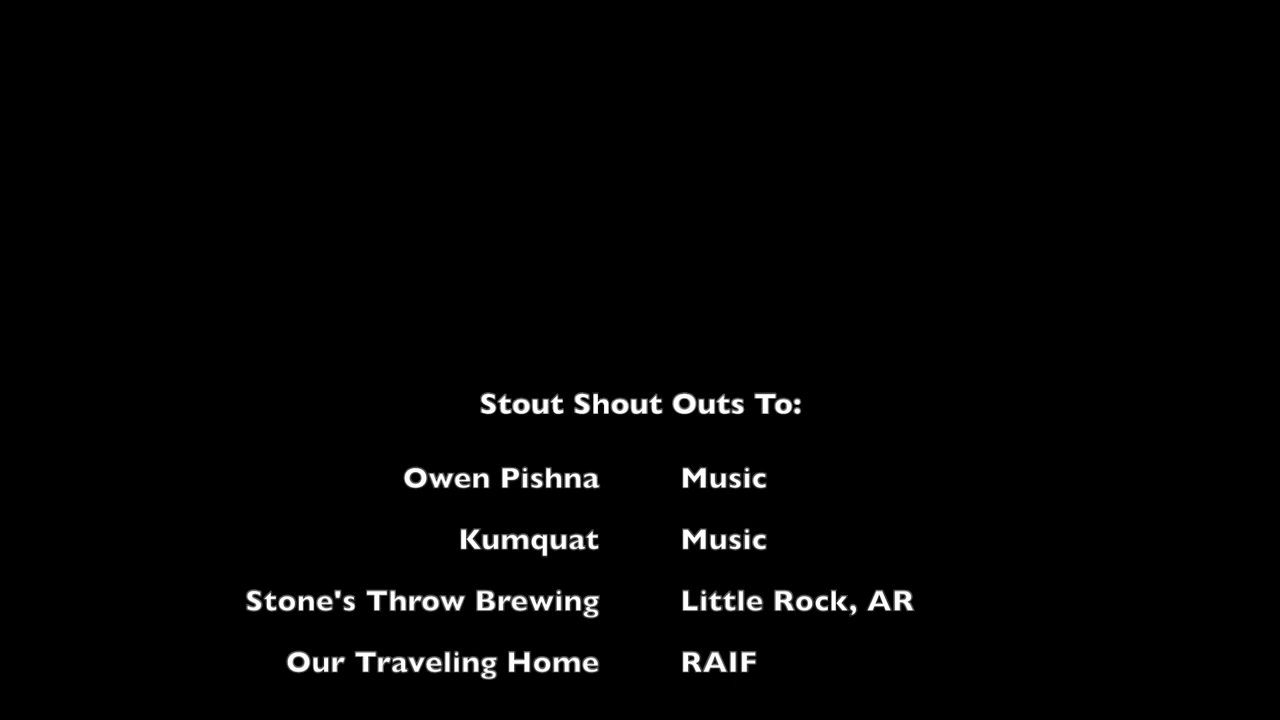 Stout Shout Outs To:
Owen Pishna Music
Kumquat Music
Stone's Throw Brewing Little Rock, AR
Our Traveling Home RAIF